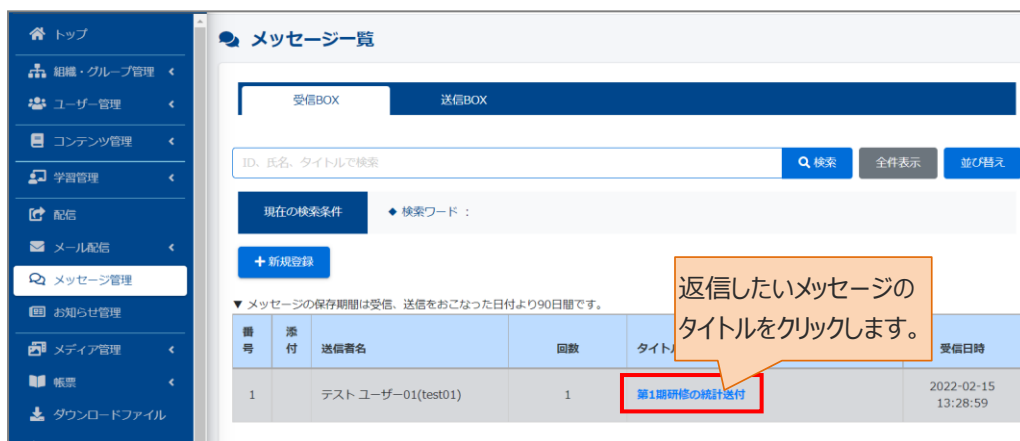 トップ
組織・グループ管理
ユーザー管理
コンテンツ管理
学習管理
配信
メール配信
メッセージ管理
お知らせ管理
メディア管理
帳票
ダウンロードファイル
メッセージ一覧
受信BOX 送信BOX
ID、氏名、タイトルで検索 検索 全件表示 並び替え
現在の検索条件 ◆ 検索ワード :
+ 新規登録
返信したいメッセージの
タイトルをクリックします。
▼ メッセージの保存期間は受信、送信をおこなった日付より90日間です。
番号 添付 送信者名 回数 タイトル 受信日時
1 テスト ユーザー01(test01) 1 第1期研修の統計送付 2022-02-15
13:28:59